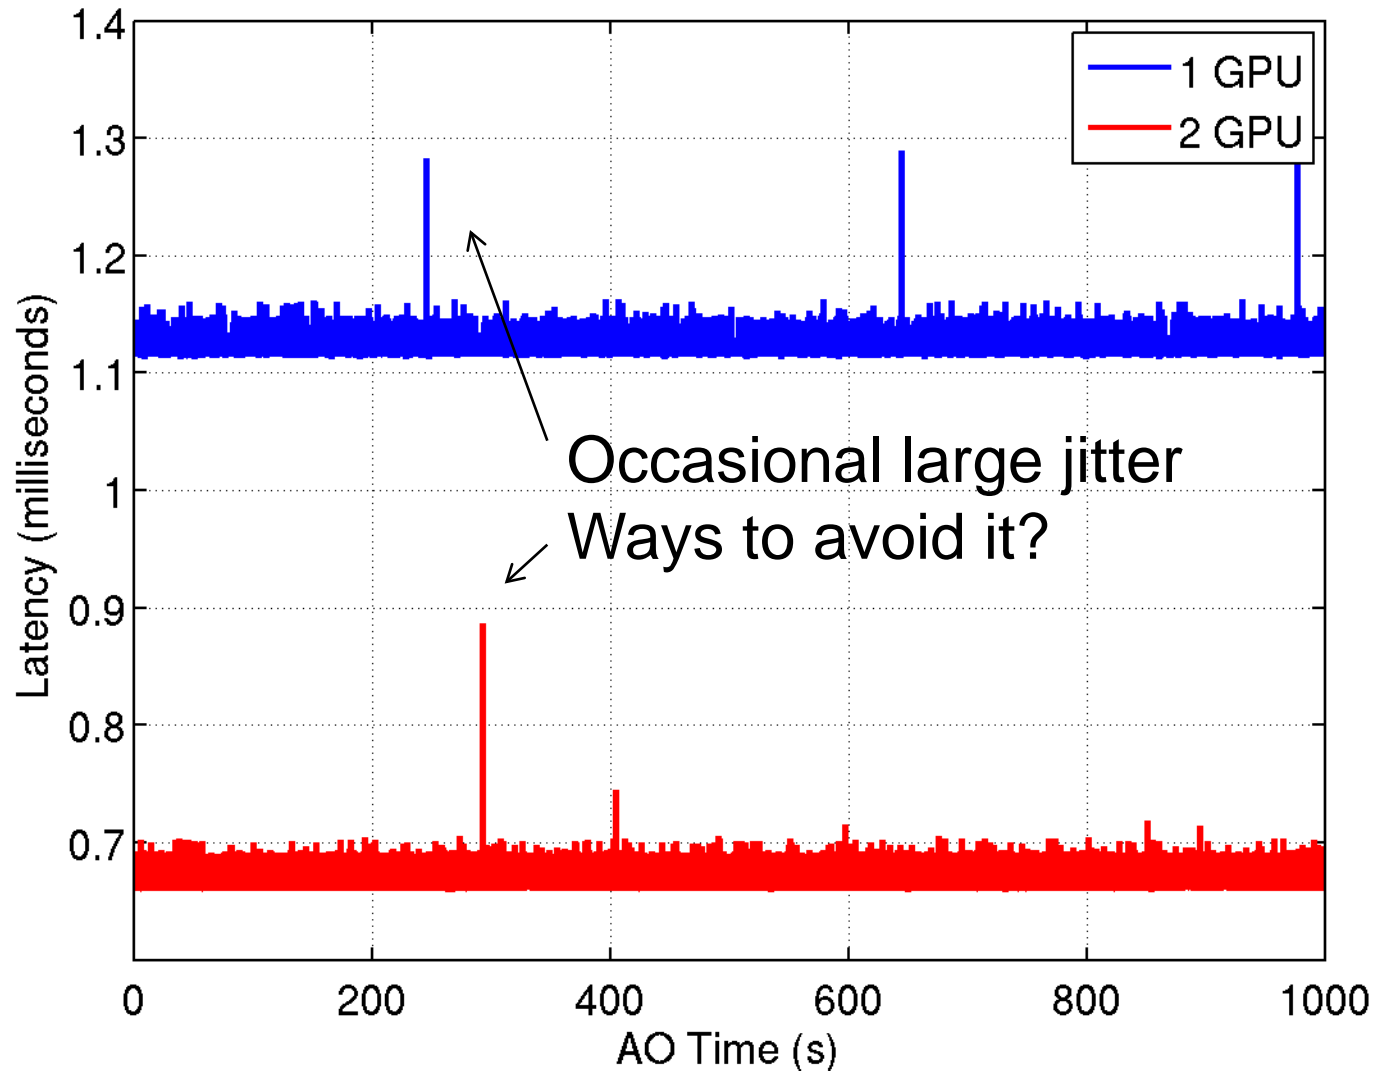 1.4
1.3
1.2
1.1
1
0.9
0.8
0.7
Latency (milliseconds)
1 GPU
2 GPU
Occasional large jitter
Ways to avoid it?
0
200
400
600
800
1000
AO Time (s)